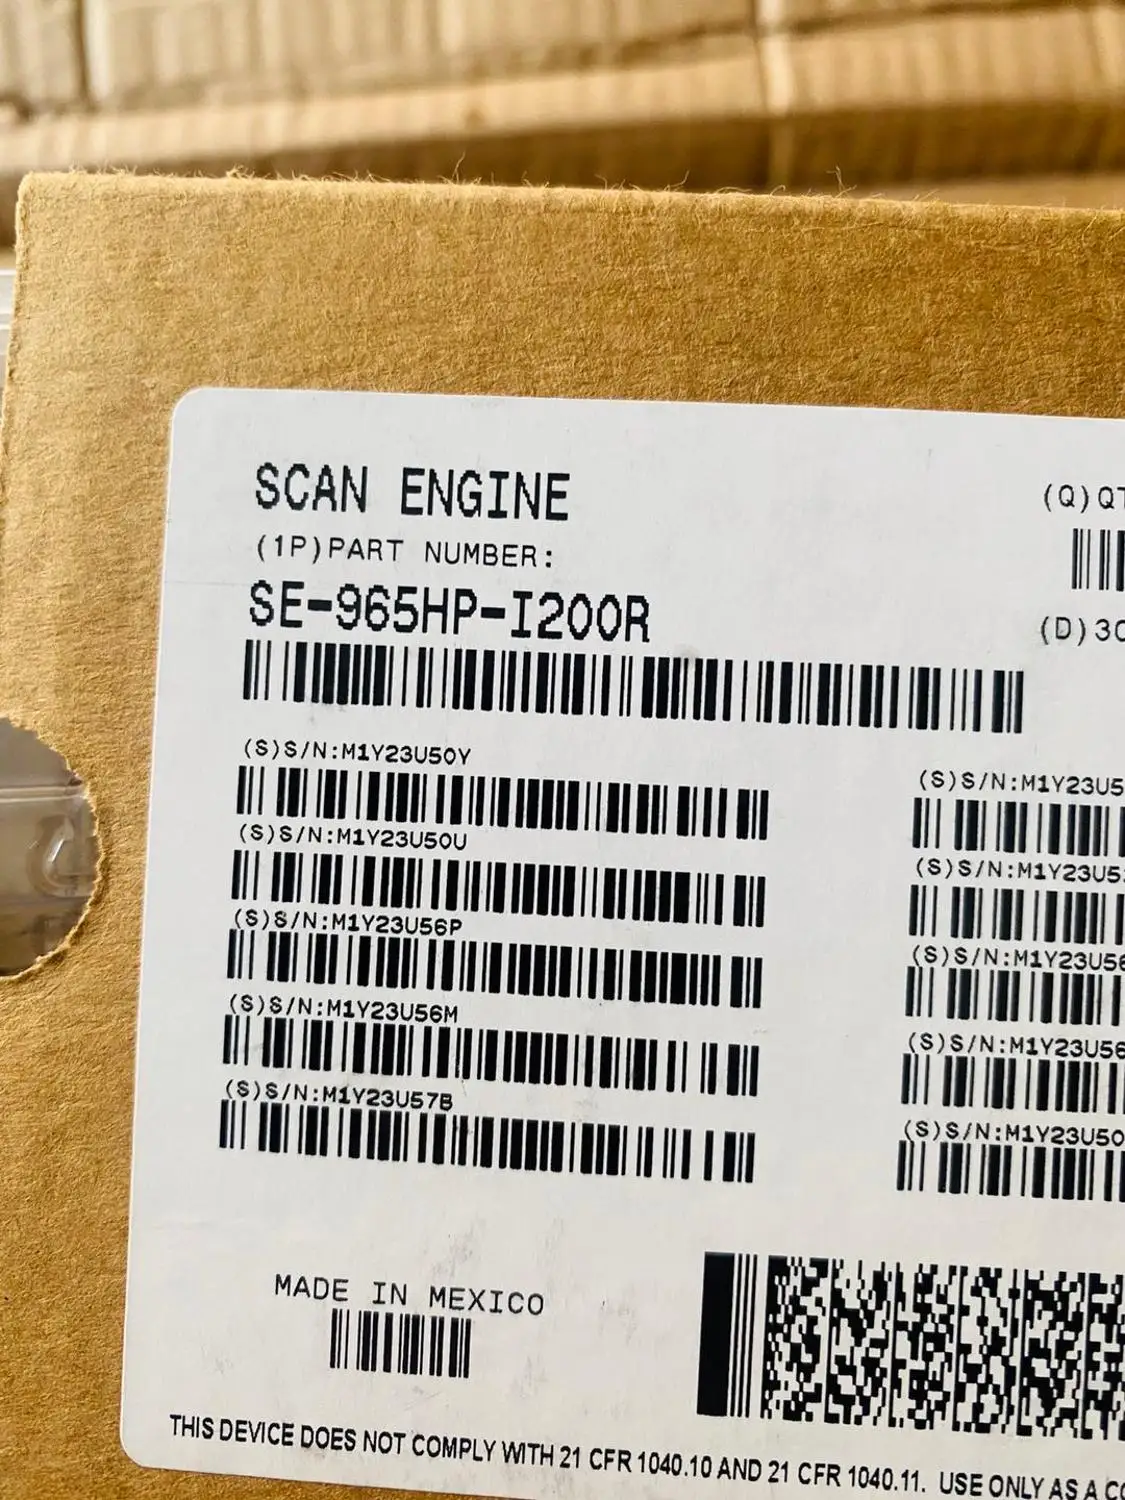 SCAN ENGINE
(Q)QT
(1P)PART NUMBER:
SE-965HP-I200R
(D)30
(S)S/N:M1Y23U50Y
(S)S/N:M1Y23U5
(S)S/N:M1Y23U50U
(S)S/N:M1Y23U5
(S)S/N:M1Y23U56P
(S)S/N:M1Y23U56
(S)S/N:M1Y23U56M
(S)S/N:M1Y23U56
(S)S/N:M1Y23U57B
(S)S/N:M1Y23U50
MADE IN MEXICO
THIS DEVICE DOES NOT COMPLY WITH 21 CFR 1040.10 AND 21 CFR 1040.11. USE ONLY AS A CO